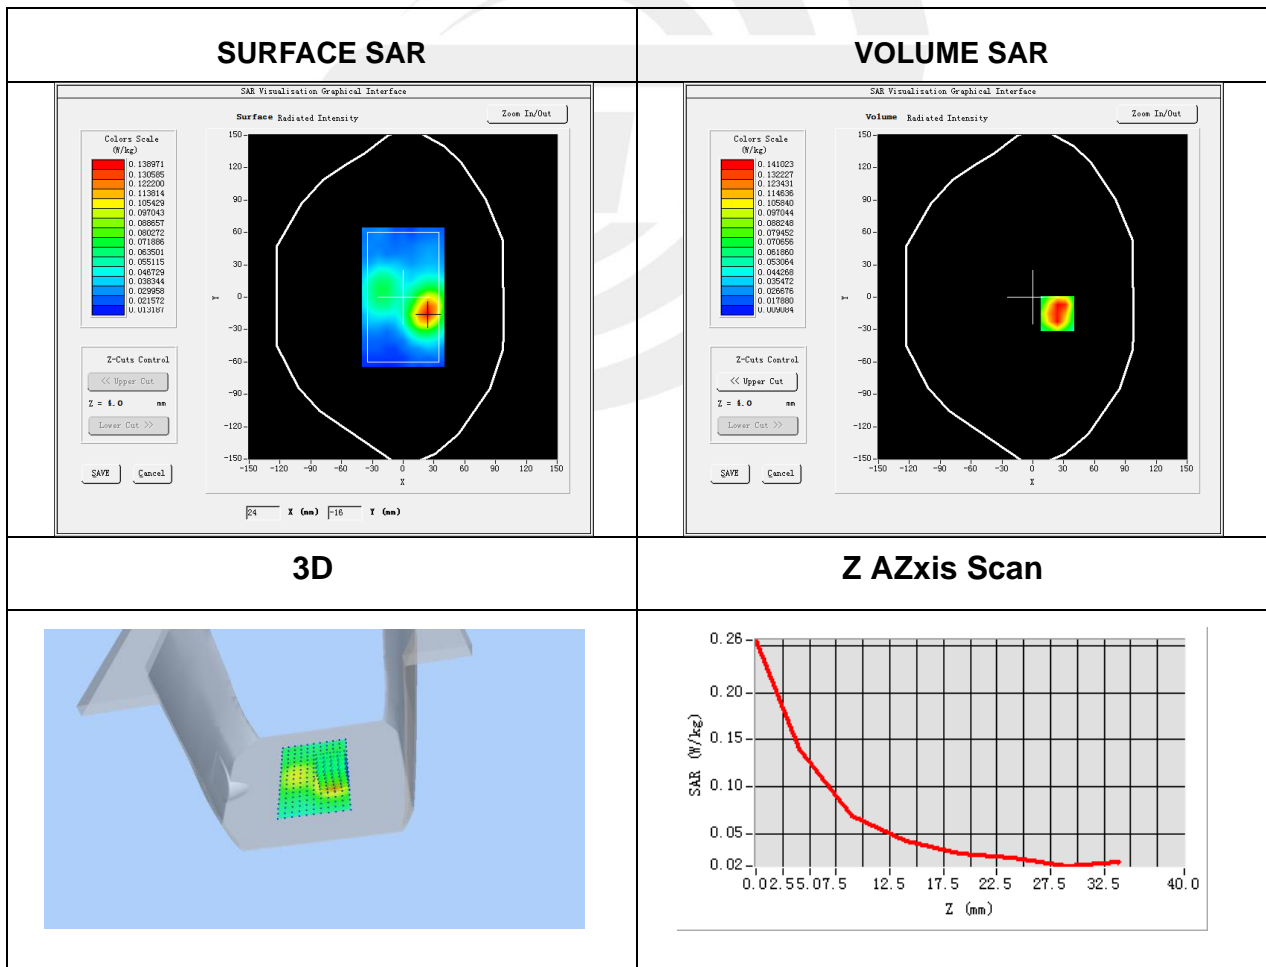 SURFACE SAR
VOLUME SAR
SAR Visualisation Graphical Interface
Surface Radiated Intensity
Zoom In/Out
Colors Scale
(W/kg)
0.138971
0.130585
0.122200
0.113814
0.105429
0.097043
0.088657
0.080272
0.071886
0.063501
0.055115
0.046729
0.038344
0.029958
0.021572
0.013187
Z-Cuts Control
<< Upper Cut
Z = 4.0 mm
Lower Cut >>
SAVE Cancel
150
120
90
60
30
0
-30
-60
-90
-120
-150
Y
-150 -120 -90 -60 -30 0 30 60 90 120 150
X
24 X (mm) -16 Y (mm)
SAR Visualisation Graphical Interface
Volume Radiated Intensity
Zoom In/Out
Colors Scale
(W/kg)
0.141023
0.132227
0.123431
0.114636
0.105840
0.097044
0.088248
0.079452
0.070656
0.061860
0.053064
0.044268
0.035472
0.026676
0.017880
0.009084
Z-Cuts Control
<< Upper Cut
Z = 4.0 mm
Lower Cut >>
SAVE Cancel
150
120
90
60
30
0
-30
-60
-90
-120
-150
Y
-150 -120 -90 -60 -30 0 30 60 90 120 150
X
3D
Z AZxis Scan
0.26
0.20
0.15
0.10
0.05
0.02
SAR (W/kg)
0.0 2.5 5.0 7.5 12.5 17.5 22.5 27.5 32.5 40.0
Z (mm)